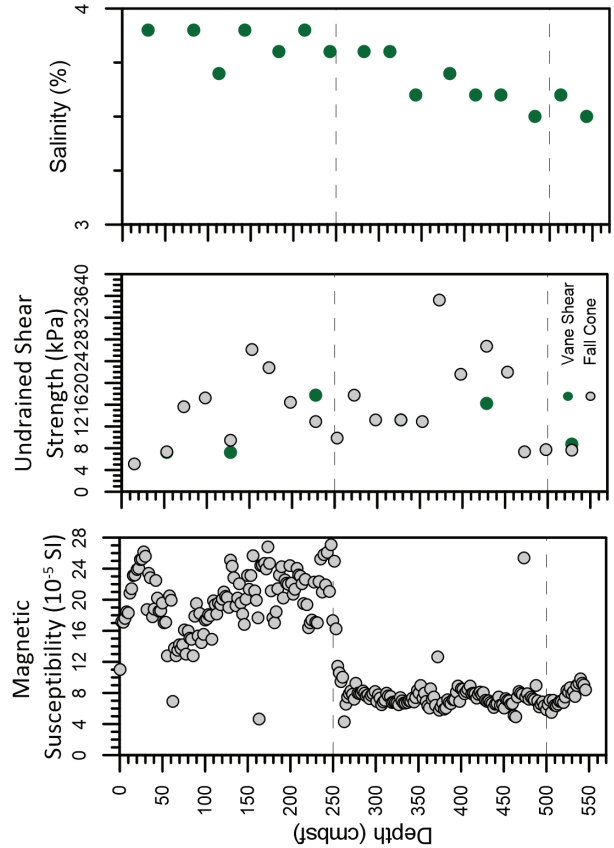 Magnetic
Susceptibility (10⁻⁵ SI)
0 4 8 12 16 20 24 28
Undrained Shear
Strength (kPa)
0 4 8 12 16 20 24 28 32 36 40
Salinity (%)
3 4
Depth (cmbsf)
0
50
100
150
200
250
300
350
400
450
500
550
Vane Shear
Fall Cone